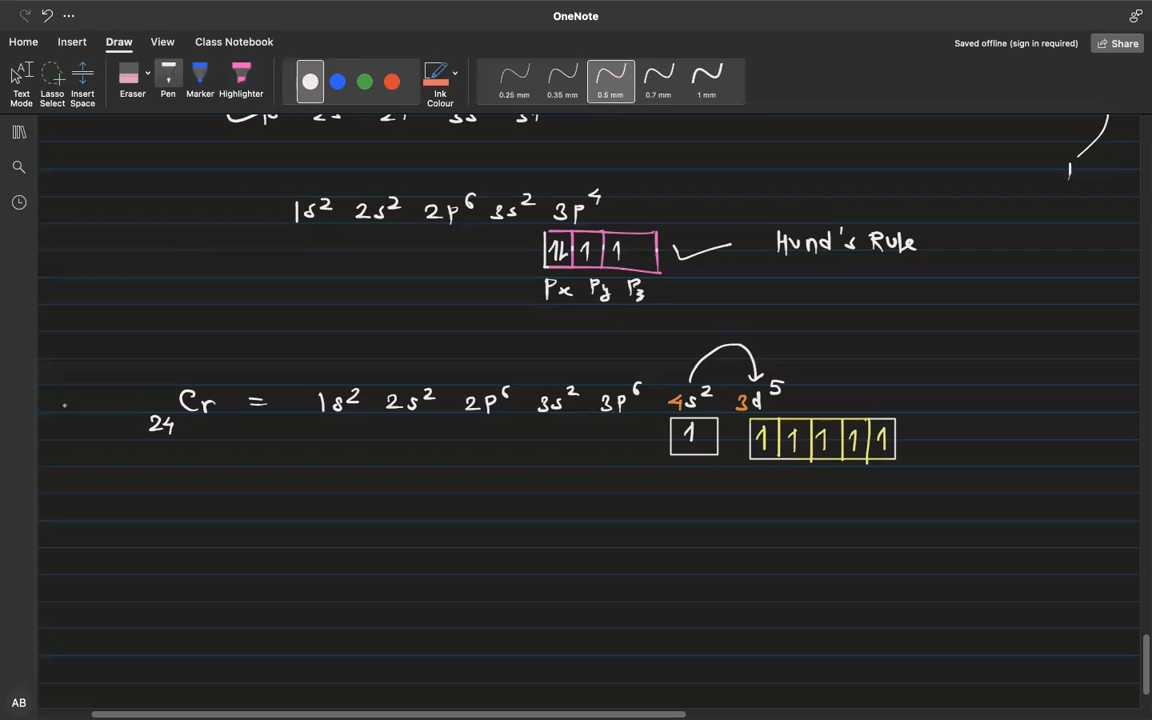 OneNote
Home Insert Draw View Class Notebook
Saved offline (sign in required) Share
Text Mode Lasso Select Insert Space Eraser Pen Marker Highlighter Ink Colour 0.25 mm 0.35 mm 0.5 mm 0.7 mm 1 mm
1s² 2s² 2p⁶ 3s² 3p⁴
1⇂ 1 1 Hund's Rule
Px Py Pz
₂₄Cr = 1s² 2s² 2p⁶ 3s² 3p⁶ 4s² 3d⁵
1 1 1 1 1 1
AB